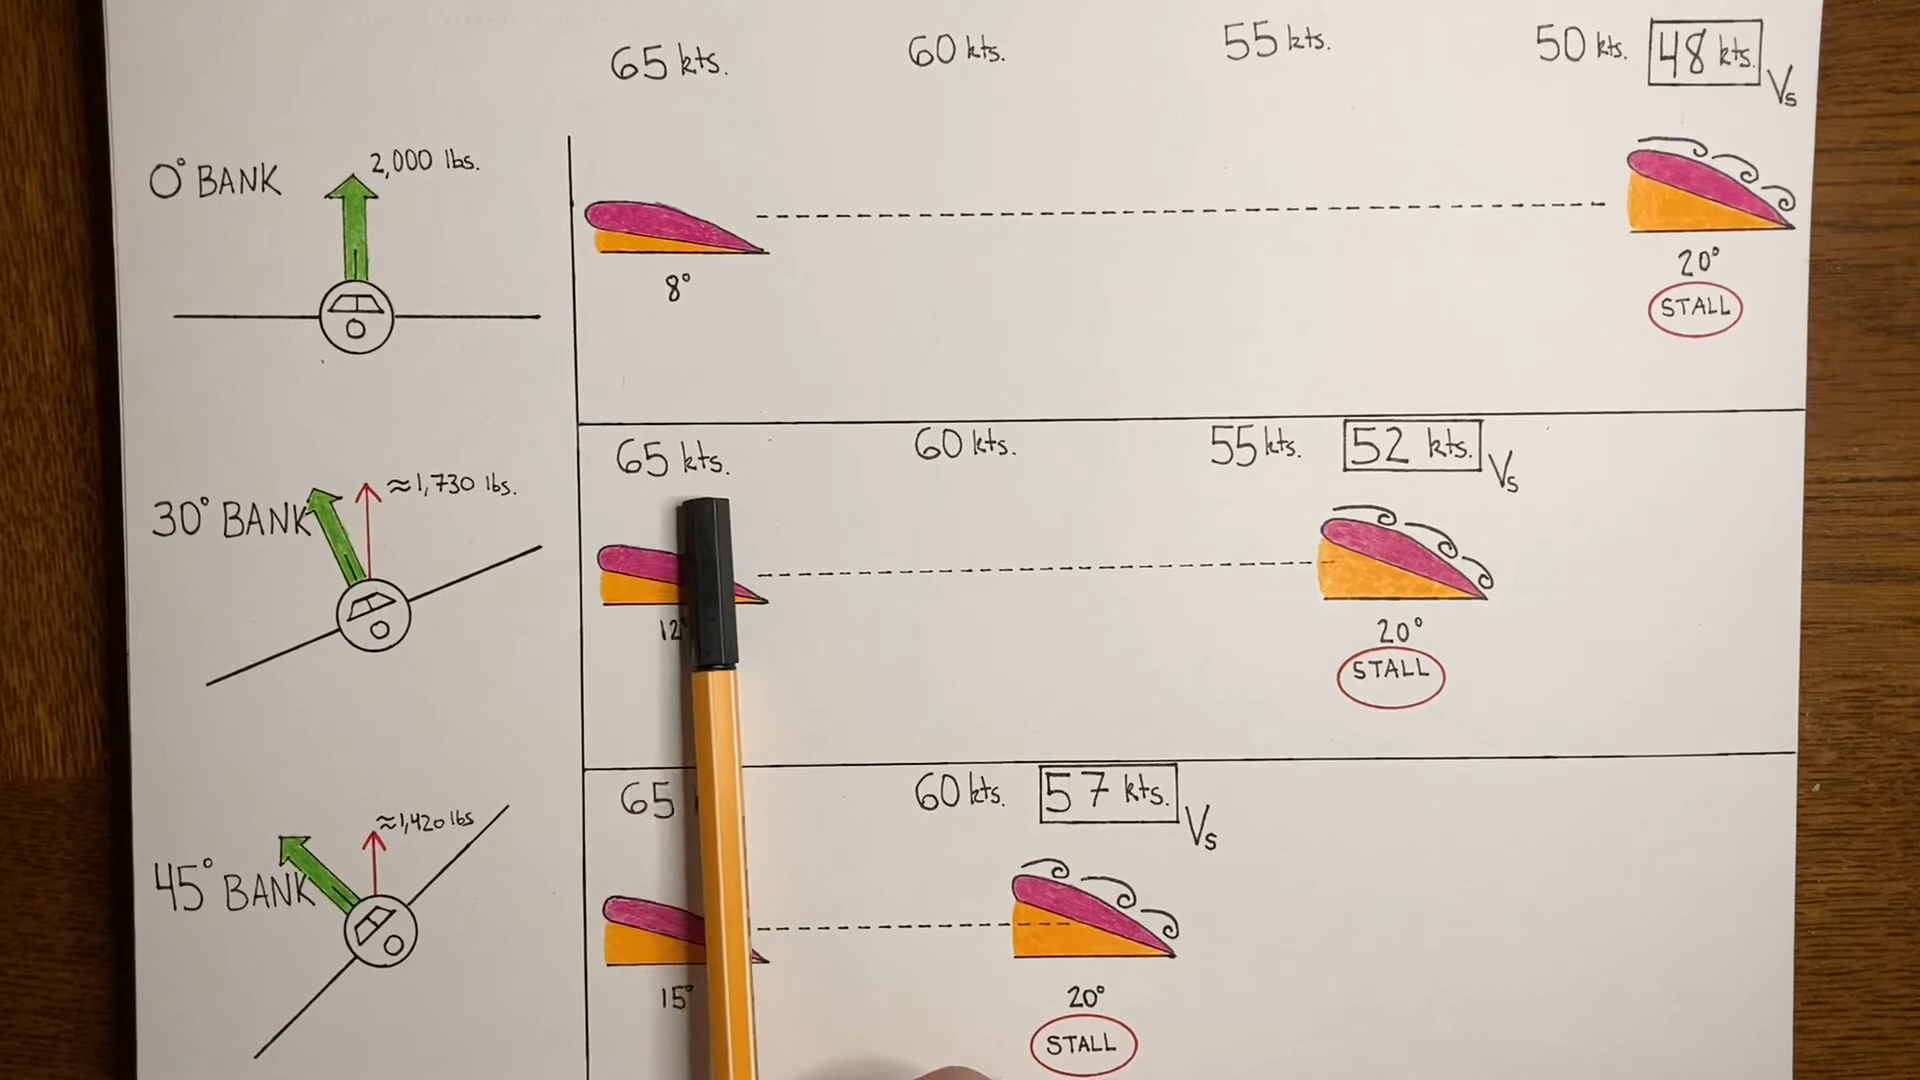 65 kts. 60 kts. 55 kts. 50 kts. 48 kts. Vs
0° BANK 2,000 lbs.
8° 20°
STALL
65 kts. 60 kts. 55 kts. 52 kts. Vs
30° BANK ≈1,730 lbs.
12° 20°
STALL
65 60 kts. 57 kts. Vs
45° BANK ≈1,420 lbs
15° 20°
STALL